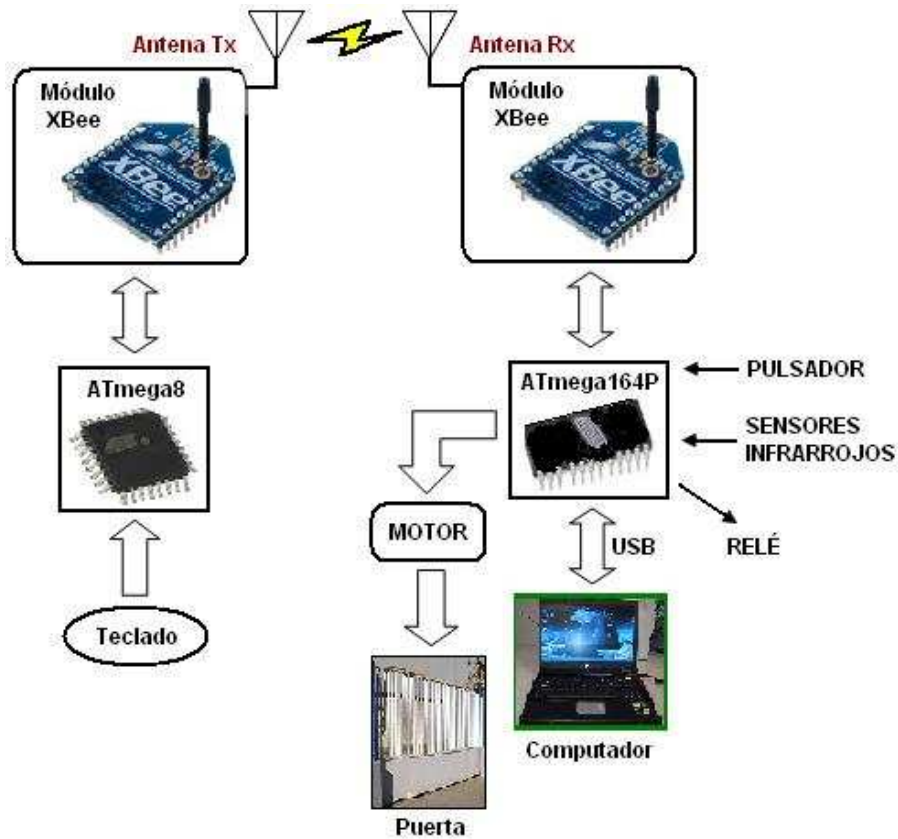 Antena Tx
Antena Rx
Módulo
XBee
XBee
Módulo
XBee
XBee
ATmega8
ATmega164P
PULSADOR
SENSORES
INFRARROJOS
RELÉ
MOTOR
USB
Teclado
Computador
Puerta